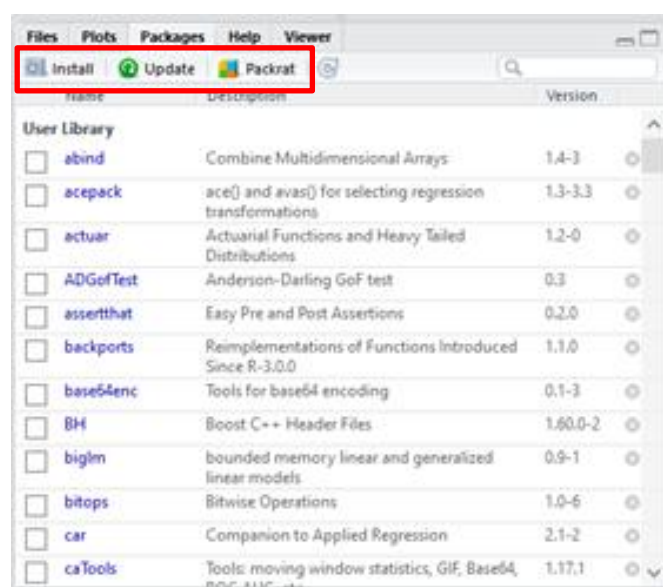 Files Plots Packages Help Viewer
Install Update Packrat
Name Description Version
User Library
abind Combine Multidimensional Arrays 1.4-3
acepack ace() and avas() for selecting regression 1.3-3.3
transformations
actuar Actuarial Functions and Heavy Tailed 1.2-0
Distributions
ADGofTest Anderson-Darling GoF test 0.3
assertthat Easy Pre and Post Assertions 0.2.0
backports Reimplementations of Functions Introduced 1.1.0
Since R-3.0.0
base64enc Tools for base64 encoding 0.1-3
BH Boost C++ Header Files 1.60.0-2
biglm bounded memory linear and generalized 0.9-1
linear models
bitops Bitwise Operations 1.0-6
car Companion to Applied Regression 2.1-2
caTools Tools: moving window statistics, GIF, Base64, 1.17.1